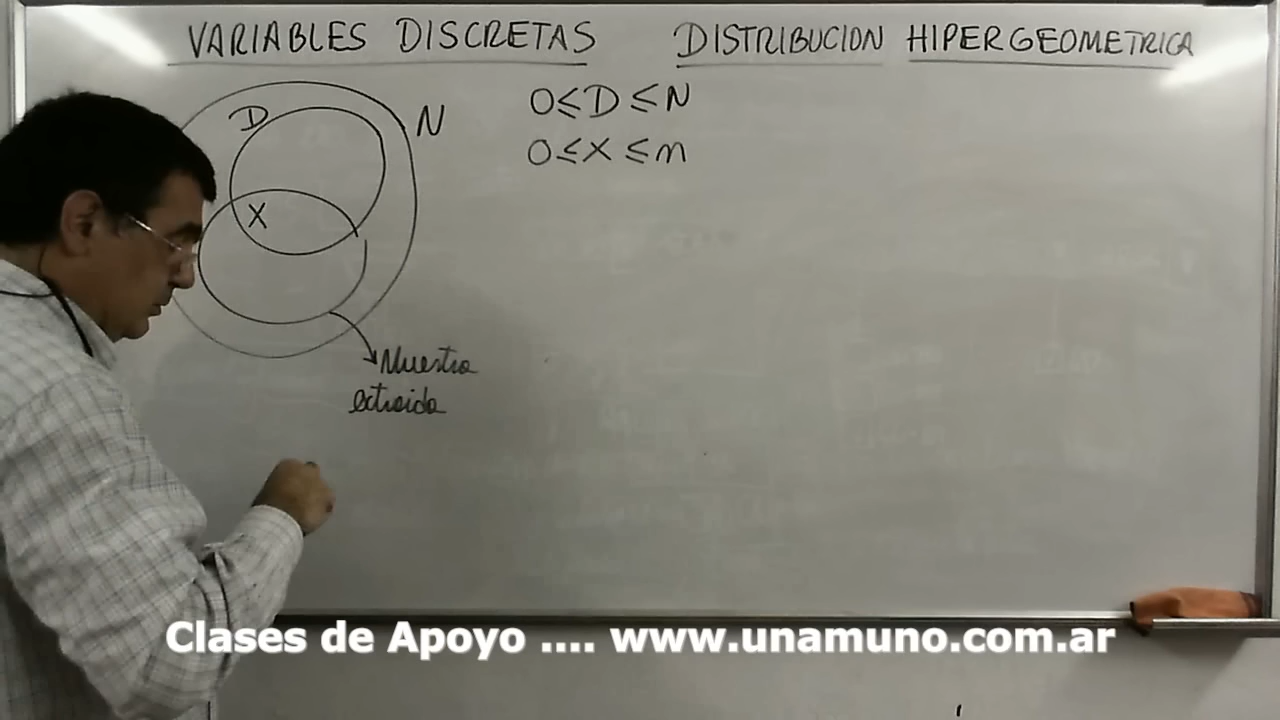 VARIABLES DISCRETAS DISTRIBUCION HIPERGEOMETRICA
D
N
0≤D≤N
0≤X≤n
X
Muestra
extraida
Clases de Apoyo .... www.unamuno.com.ar